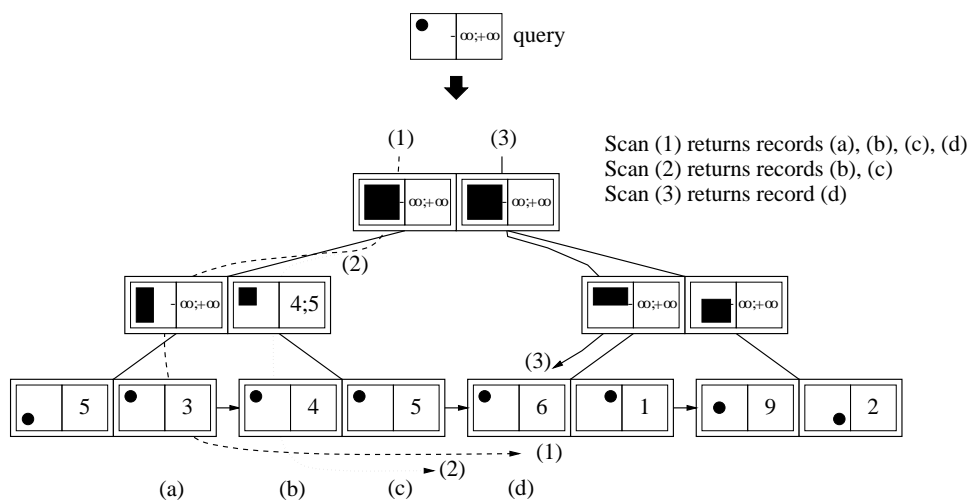 -∞;+∞ query
(1) (3)
Scan (1) returns records (a), (b), (c), (d)
Scan (2) returns records (b), (c)
Scan (3) returns record (d)
-∞;+∞ -∞;+∞
(2)
-∞;+∞ 4;5 -∞;+∞ -∞;+∞
(3)
5 3 4 5 6 1 9 2
(1)
(2)
(a) (b) (c) (d)